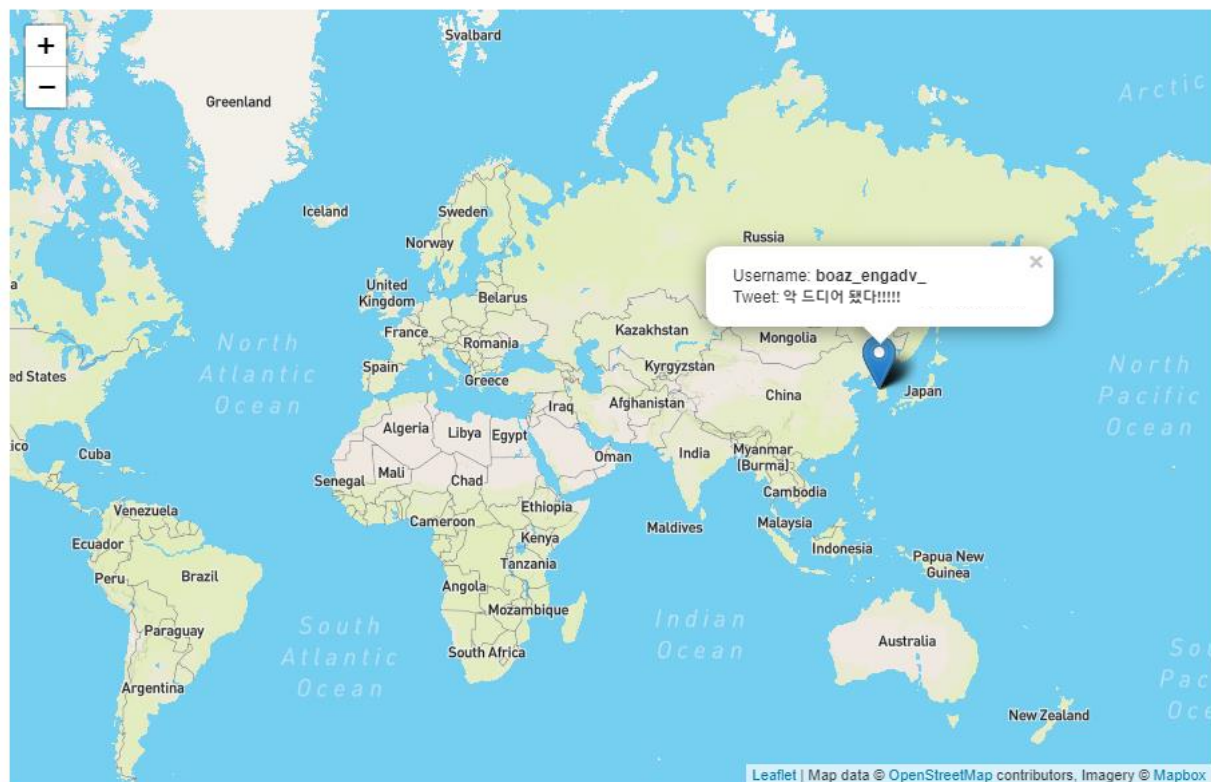 +
−
Svalbard
Greenland
Arctic
Iceland
Sweden
Norway
Russia
United
Kingdom
Belarus
a
France
Kazakhstan
Mongolia
Romania
North
Atlantic
Ocean
Spain
Kyrgyzstan
ed States
Greece
China
Japan
North
Pacific
Ocean
Iraq
Afghanistan
Algeria
Libya
Egypt
ico
Cuba
Oman
India
Myanmar
(Burma)
Senegal
Mali
Chad
Cambodia
Venezuela
Ethiopia
Cameroon
Maldives
Malaysia
Ecuador
Kenya
Indonesia
Papua New
Guinea
Peru
Brazil
Tanzania
Angola
Mozambique
South
Atlantic
Ocean
Indian
Ocean
Paraguay
South Africa
Australia
Sou
Pac
Oce
Argentina
New Zealand
Username: boaz_engadv_
×
Tweet: 악 드디어 됐다!!!!!
Leaflet | Map data © OpenStreetMap contributors, Imagery © Mapbox